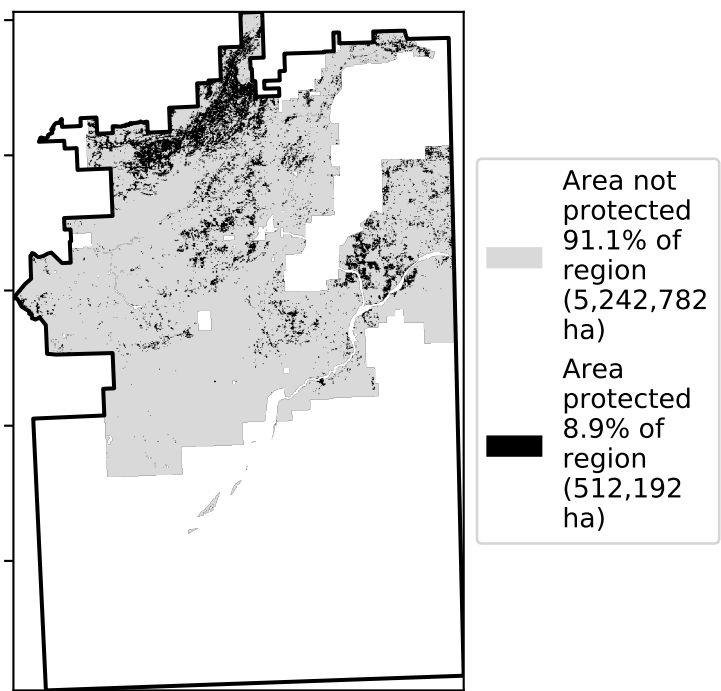 Area not
protected
91.1% of
region
(5,242,782
ha)
Area
protected
8.9% of
region
(512,192
ha)